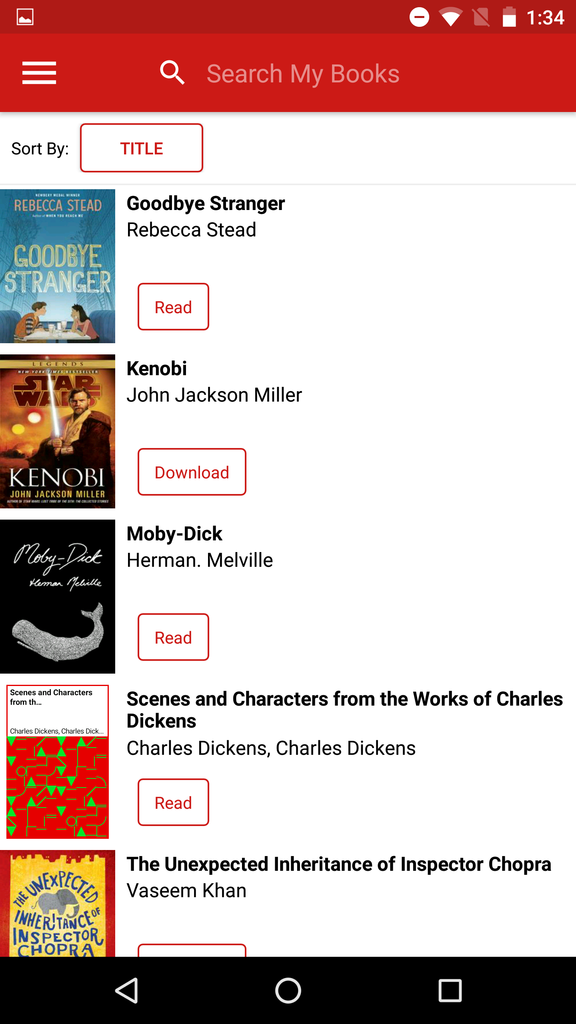 1:34
Search My Books
Sort By:
TITLE
NEWBERY MEDAL WINNER
REBECCA STEAD
author of WHEN YOU REACH ME
GOODBYE
STRANGER
Goodbye Stranger
Rebecca Stead
Read
LEGENDS
NEW YORK TIMES BESTSELLER
STAR
WARS
KENOBI
JOHN JACKSON MILLER
Kenobi
John Jackson Miller
Download
Moby-Dick
Herman Melville
Moby-Dick
Herman. Melville
Read
Scenes and Characters
from th...
Charles Dickens, Charles Dick...
Scenes and Characters from the Works of Charles
Dickens
Charles Dickens, Charles Dickens
Read
THE UNEXPECTED
INHERITANCE OF
INSPECTOR
CHOPRA
The Unexpected Inheritance of Inspector Chopra
Vaseem Khan